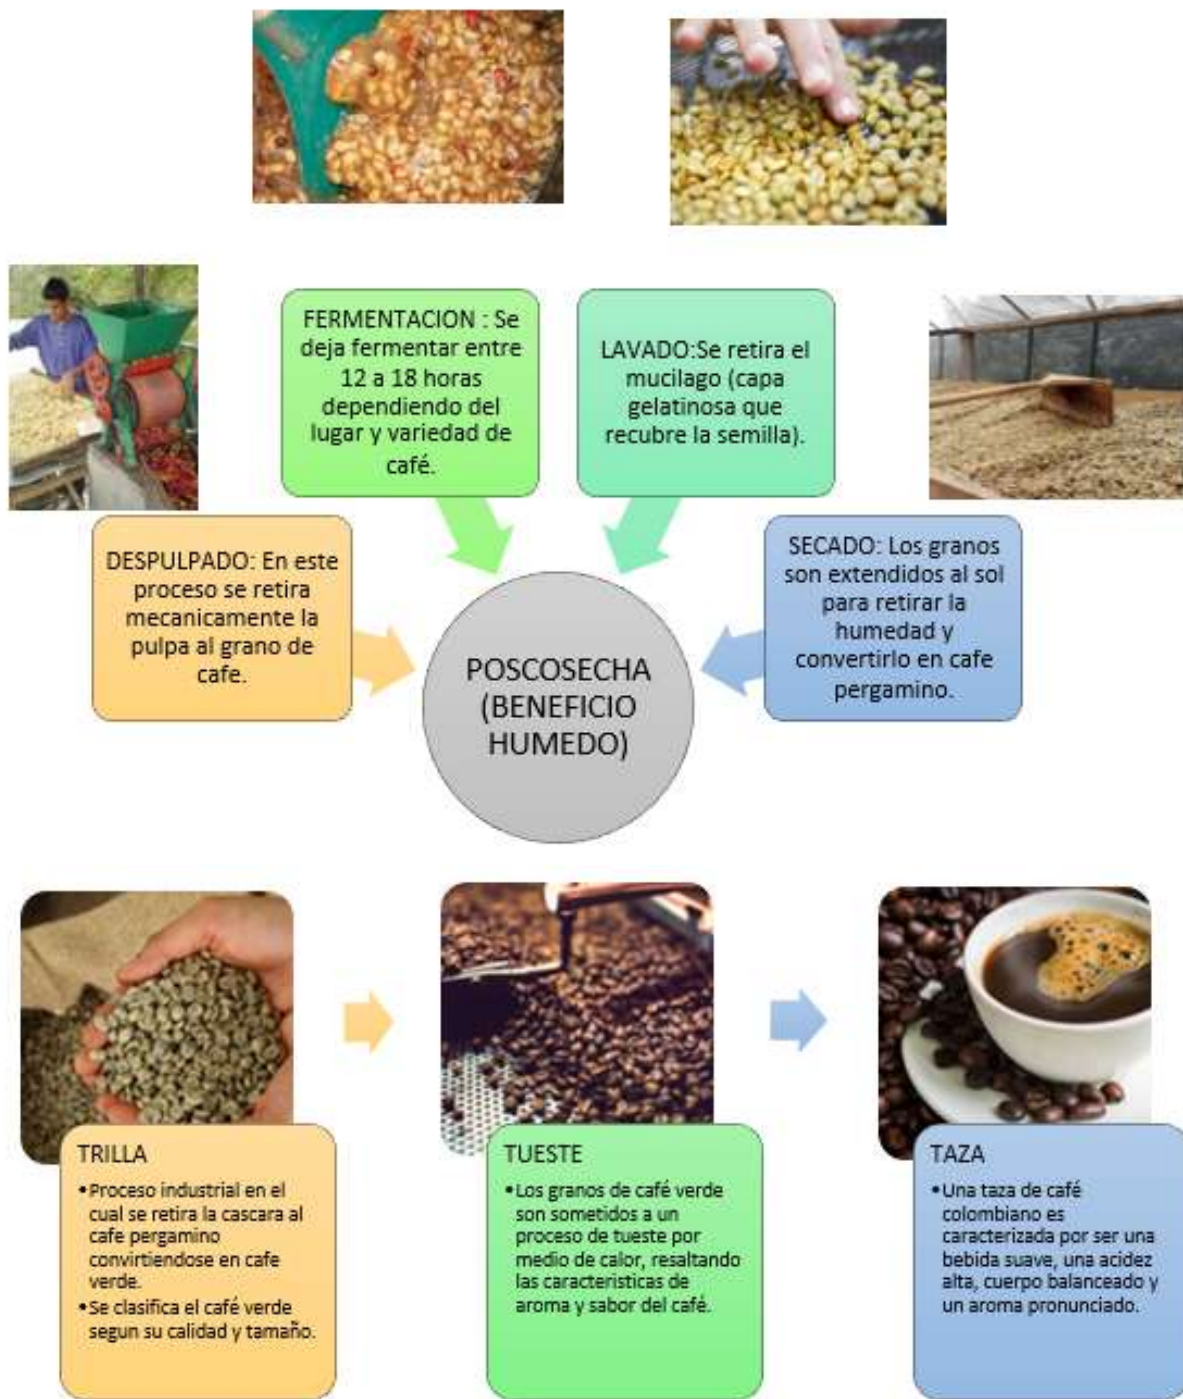 FERMENTACION : Se
deja fermentar entre
12 a 18 horas
dependiendo del
lugar y variedad de
café.
LAVADO:Se retira el
mucilago (capa
gelatinosa que
recubre la semilla).
DESPULPADO: En este
proceso se retira
mecanicamente la
pulpa al grano de
cafe.
SECADO: Los granos
son extendidos al sol
para retirar la
humedad y
convertirlo en cafe
pergamino.
POSCOSECHA
(BENEFICIO
HUMEDO)
TRILLA
•Proceso industrial en el
cual se retira la cascara al
cafe pergamino
convirtiendose en cafe
verde.
•Se clasifica el café verde
segun su calidad y tamaño.
TUESTE
•Los granos de café verde
son sometidos a un
proceso de tueste por
medio de calor, resaltando
las caracteristicas de
aroma y sabor del café.
TAZA
•Una taza de café
colombiano es
caracterizada por ser una
bebida suave, una acidez
alta, cuerpo balanceado y
un aroma pronunciado.